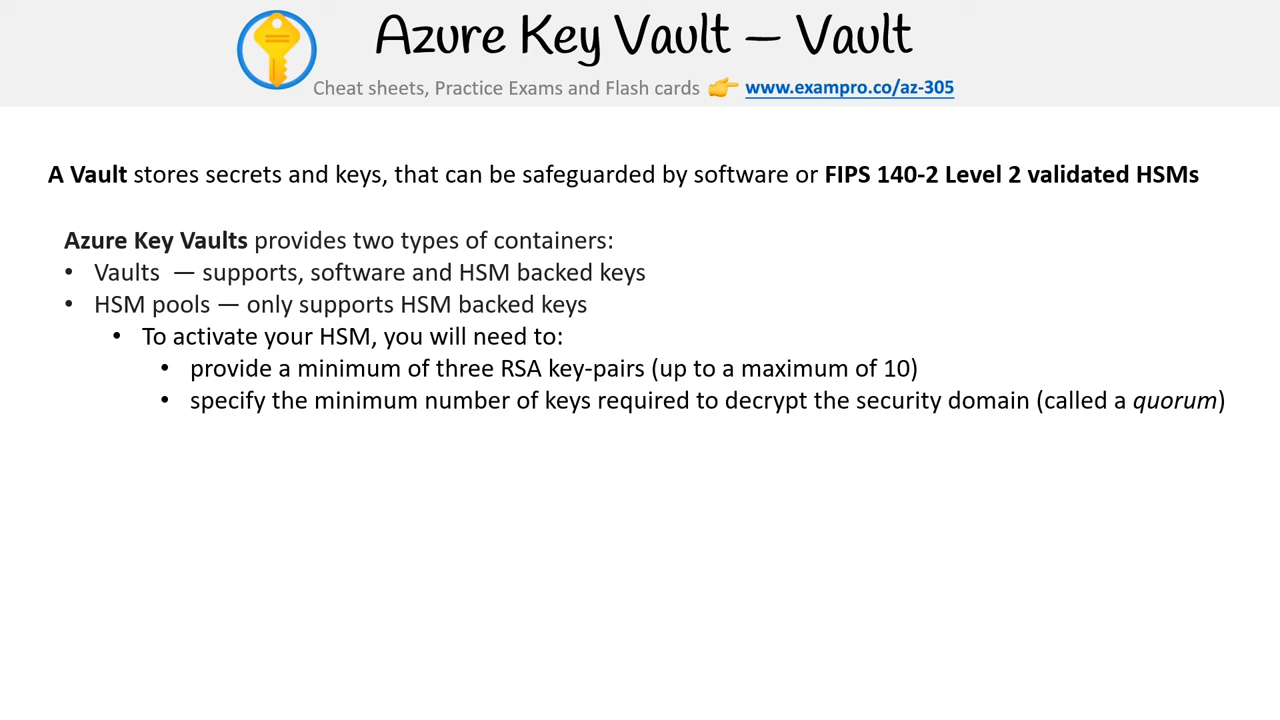 Azure Key Vault — Vault
Cheat sheets, Practice Exams and Flash cards 👉 www.exampro.co/az-305
A Vault stores secrets and keys, that can be safeguarded by software or FIPS 140-2 Level 2 validated HSMs
Azure Key Vaults provides two types of containers:
• Vaults — supports, software and HSM backed keys
• HSM pools — only supports HSM backed keys
• To activate your HSM, you will need to:
• provide a minimum of three RSA key-pairs (up to a maximum of 10)
• specify the minimum number of keys required to decrypt the security domain (called a quorum)